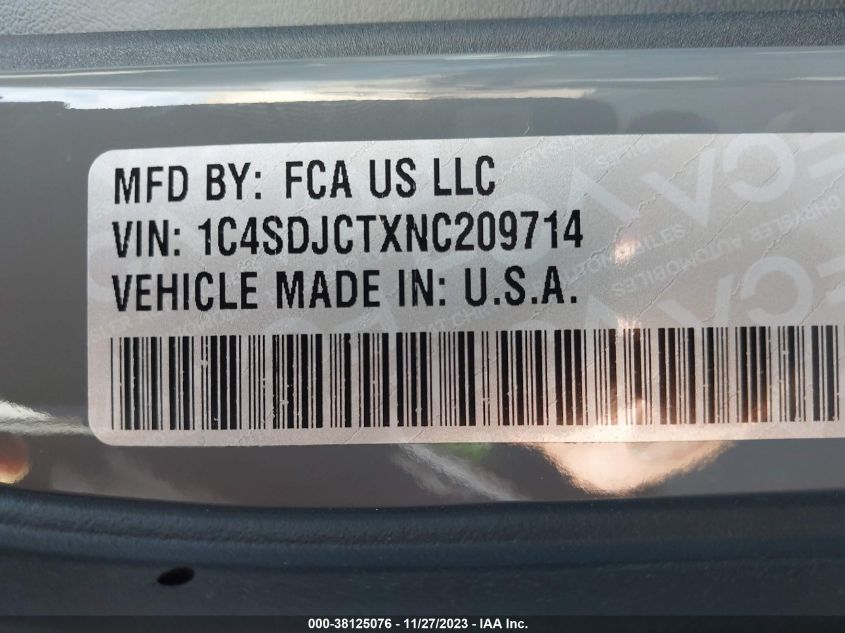 MFD BY: FCA US LLC
VIN: 1C4SDJCTXNC209714
VEHICLE MADE IN: U.S.A.
000-38125076 - 11/27/2023 - IAA Inc.